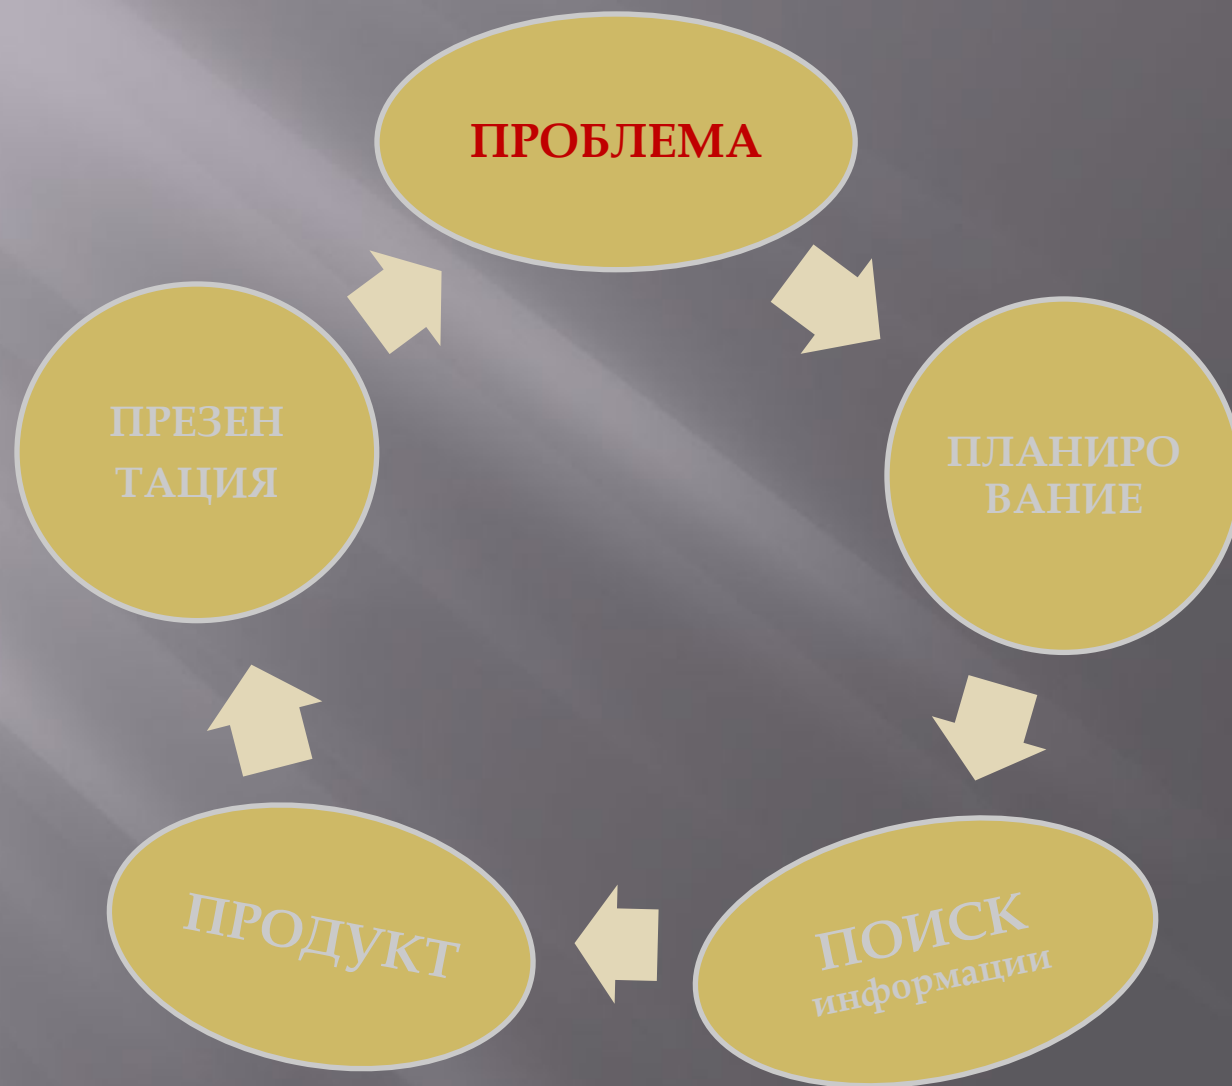 ПРОБЛЕМА
ПЛАНИРО
ВАНИЕ
ПОИСК
информации
ПРОДУКТ
ПРЕЗЕН
ТАЦИЯ